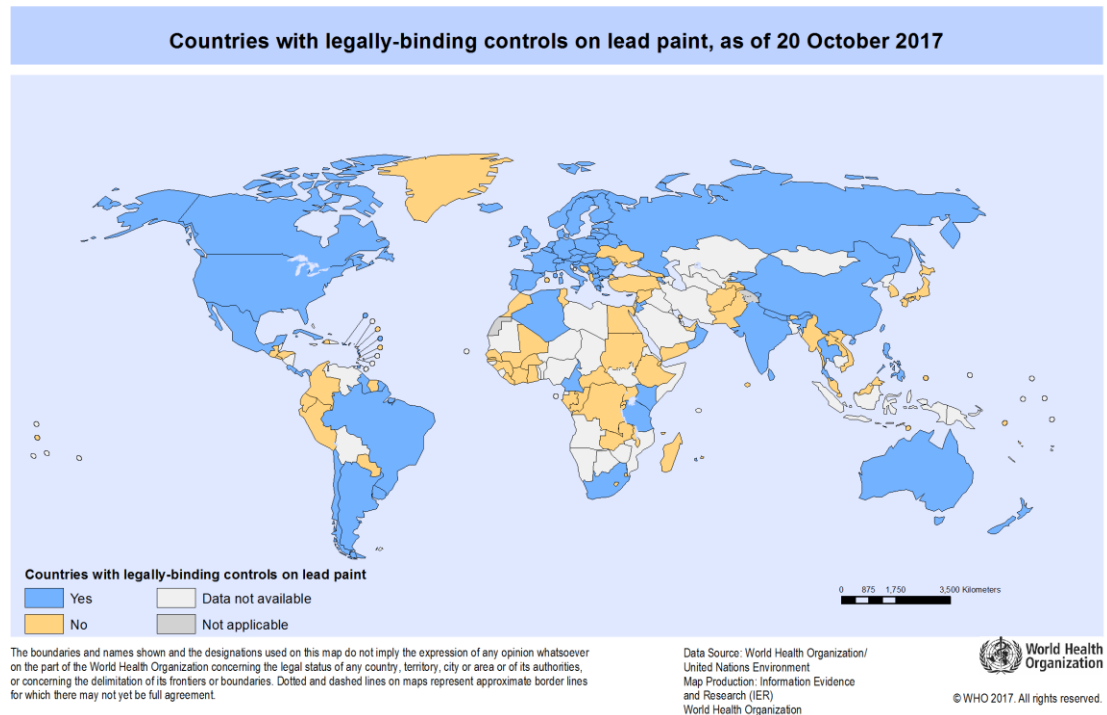 Countries with legally-binding controls on lead paint, as of 20 October 2017
Countries with legally-binding controls on lead paint
Yes
Data not available
No
Not applicable
0 875 1,750 3,500 Kilometers
The boundaries and names shown and the designations used on this map do not imply the expression of any opinion whatsoever
on the part of the World Health Organization concerning the legal status of any country, territory, city or area or of its authorities,
or concerning the delimitation of its frontiers or boundaries. Dotted and dashed lines on maps represent approximate border lines
for which there may not yet be full agreement.
Data Source: World Health Organization/
United Nations Environment
Map Production: Information Evidence
and Research (IER)
World Health Organization
World Health
Organization
© WHO 2017. All rights reserved.